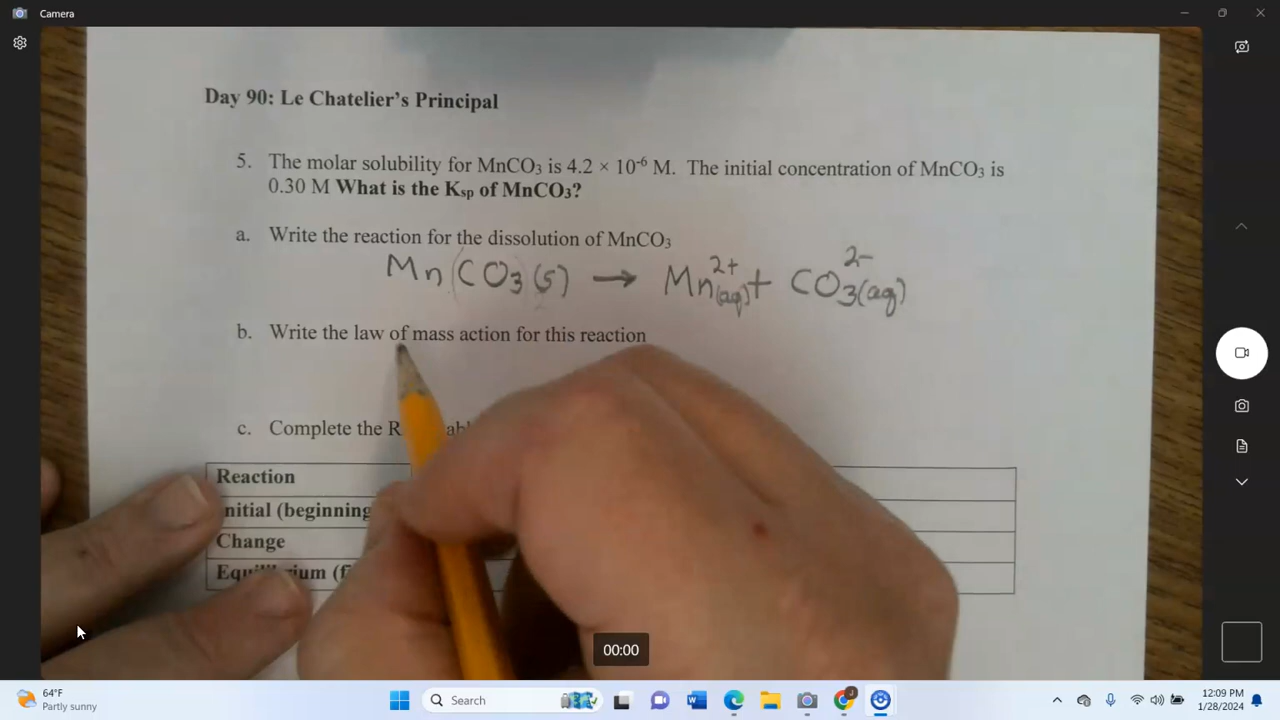 Camera
Day 90: Le Chatelier's Principal
5. The molar solubility for MnCO₃ is 4.2 × 10⁻⁶ M. The initial concentration of MnCO₃ is
0.30 M What is the Kₛₚ of MnCO₃?
a. Write the reaction for the dissolution of MnCO₃
MnCO₃(s) → Mn²⁺(aq) + CO₃²⁻(aq)
b. Write the law of mass action for this reaction
c. Complete the R
Reaction
nitial (beginning
Change
Equilibrium (f
00:00
64°F
Partly sunny
Search
12:09 PM
1/28/2024